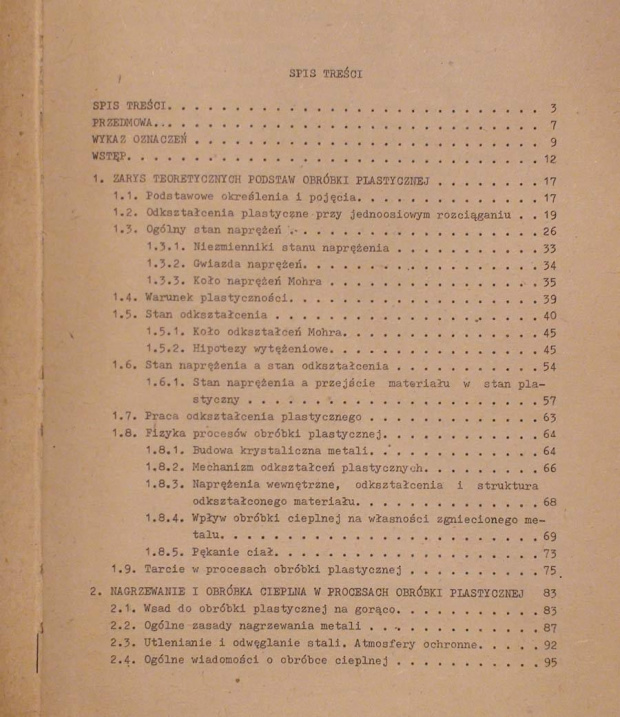 SPIS TREŚCI
SPIS TREŚCI. . . . . . . . . . . . . . . . . . . . . . . 3
PRZEDMOWA. . . . . . . . . . . . . . . . . . . . . . . . 7
WYKAZ OZNACZEŃ . . . . . . . . . . . . . . . . . . . . . 9
WSTĘP. . . . . . . . . . . . . . . . . . . . . . . . . . 12
1. ZARYS TEORETYCZNYCH PODSTAW OBRÓBKI PLASTYCZNEJ . . . . . . . 17
1.1. Podstawowe określenia i pojęcia. . . . . . . . . . . . 17
1.2. Odkształcenia plastyczne przy jednoosiowym rozciąganiu . . 19
1.3. Ogólny stan naprężeń . . . . . . . . . . . . . . . . 26
1.3.1. Niezmienniki stanu naprężenia . . . . . . . . . . 33
1.3.2. Gwiazda naprężeń. . . . . . . . . . . . . . . . 34
1.3.3. Koło naprężeń Mohra . . . . . . . . . . . . . . 35
1.4. Warunek plastyczności. . . . . . . . . . . . . . . . 39
1.5. Stan odkształcenia . . . . . . . . . . . . . . . . . 40
1.5.1. Koło odkształceń Mohra. . . . . . . . . . . . . 45
1.5.2. Hipotezy wytężeniowe. . . . . . . . . . . . . . 45
1.6. Stan naprężenia a stan odkształcenia . . . . . . . . . . 54
1.6.1. Stan naprężenia a przejście materiału w stan pla-
styczny . . . . . . . . . . . . . . . . . . . 57
1.7. Praca odkształcenia plastycznego . . . . . . . . . . . 63
1.8. Fizyka procesów obróbki plastycznej. . . . . . . . . . . 64
1.8.1. Budowa krystaliczna metali. . . . . . . . . . . 64
1.8.2. Mechanizm odkształceń plastycznych. . . . . . . . 66
1.8.3. Naprężenia wewnętrzne, odkształcenia i struktura
odkształconego materiału. . . . . . . . . . . . 68
1.8.4. Wpływ obróbki cieplnej na własności zgniecionego me-
talu. . . . . . . . . . . . . . . . . . . . . 69
1.8.5. Pękanie ciał. . . . . . . . . . . . . . . . . 73
1.9. Tarcie w procesach obróbki plastycznej . . . . . . . . . 75
2. NAGRZEWANIE I OBRÓBKA CIEPLNA W PROCESACH OBRÓBKI PLASTYCZNEJ 83
2.1. Wsad do obróbki plastycznej na gorąco. . . . . . . . . . 83
2.2. Ogólne zasady nagrzewania metali . . . . . . . . . . . 87
2.3. Utlenianie i odwęglanie stali. Atmosfery ochronne. . . . . 92
2.4. Ogólne wiadomości o obróbce cieplnej . . . . . . . . . . 95